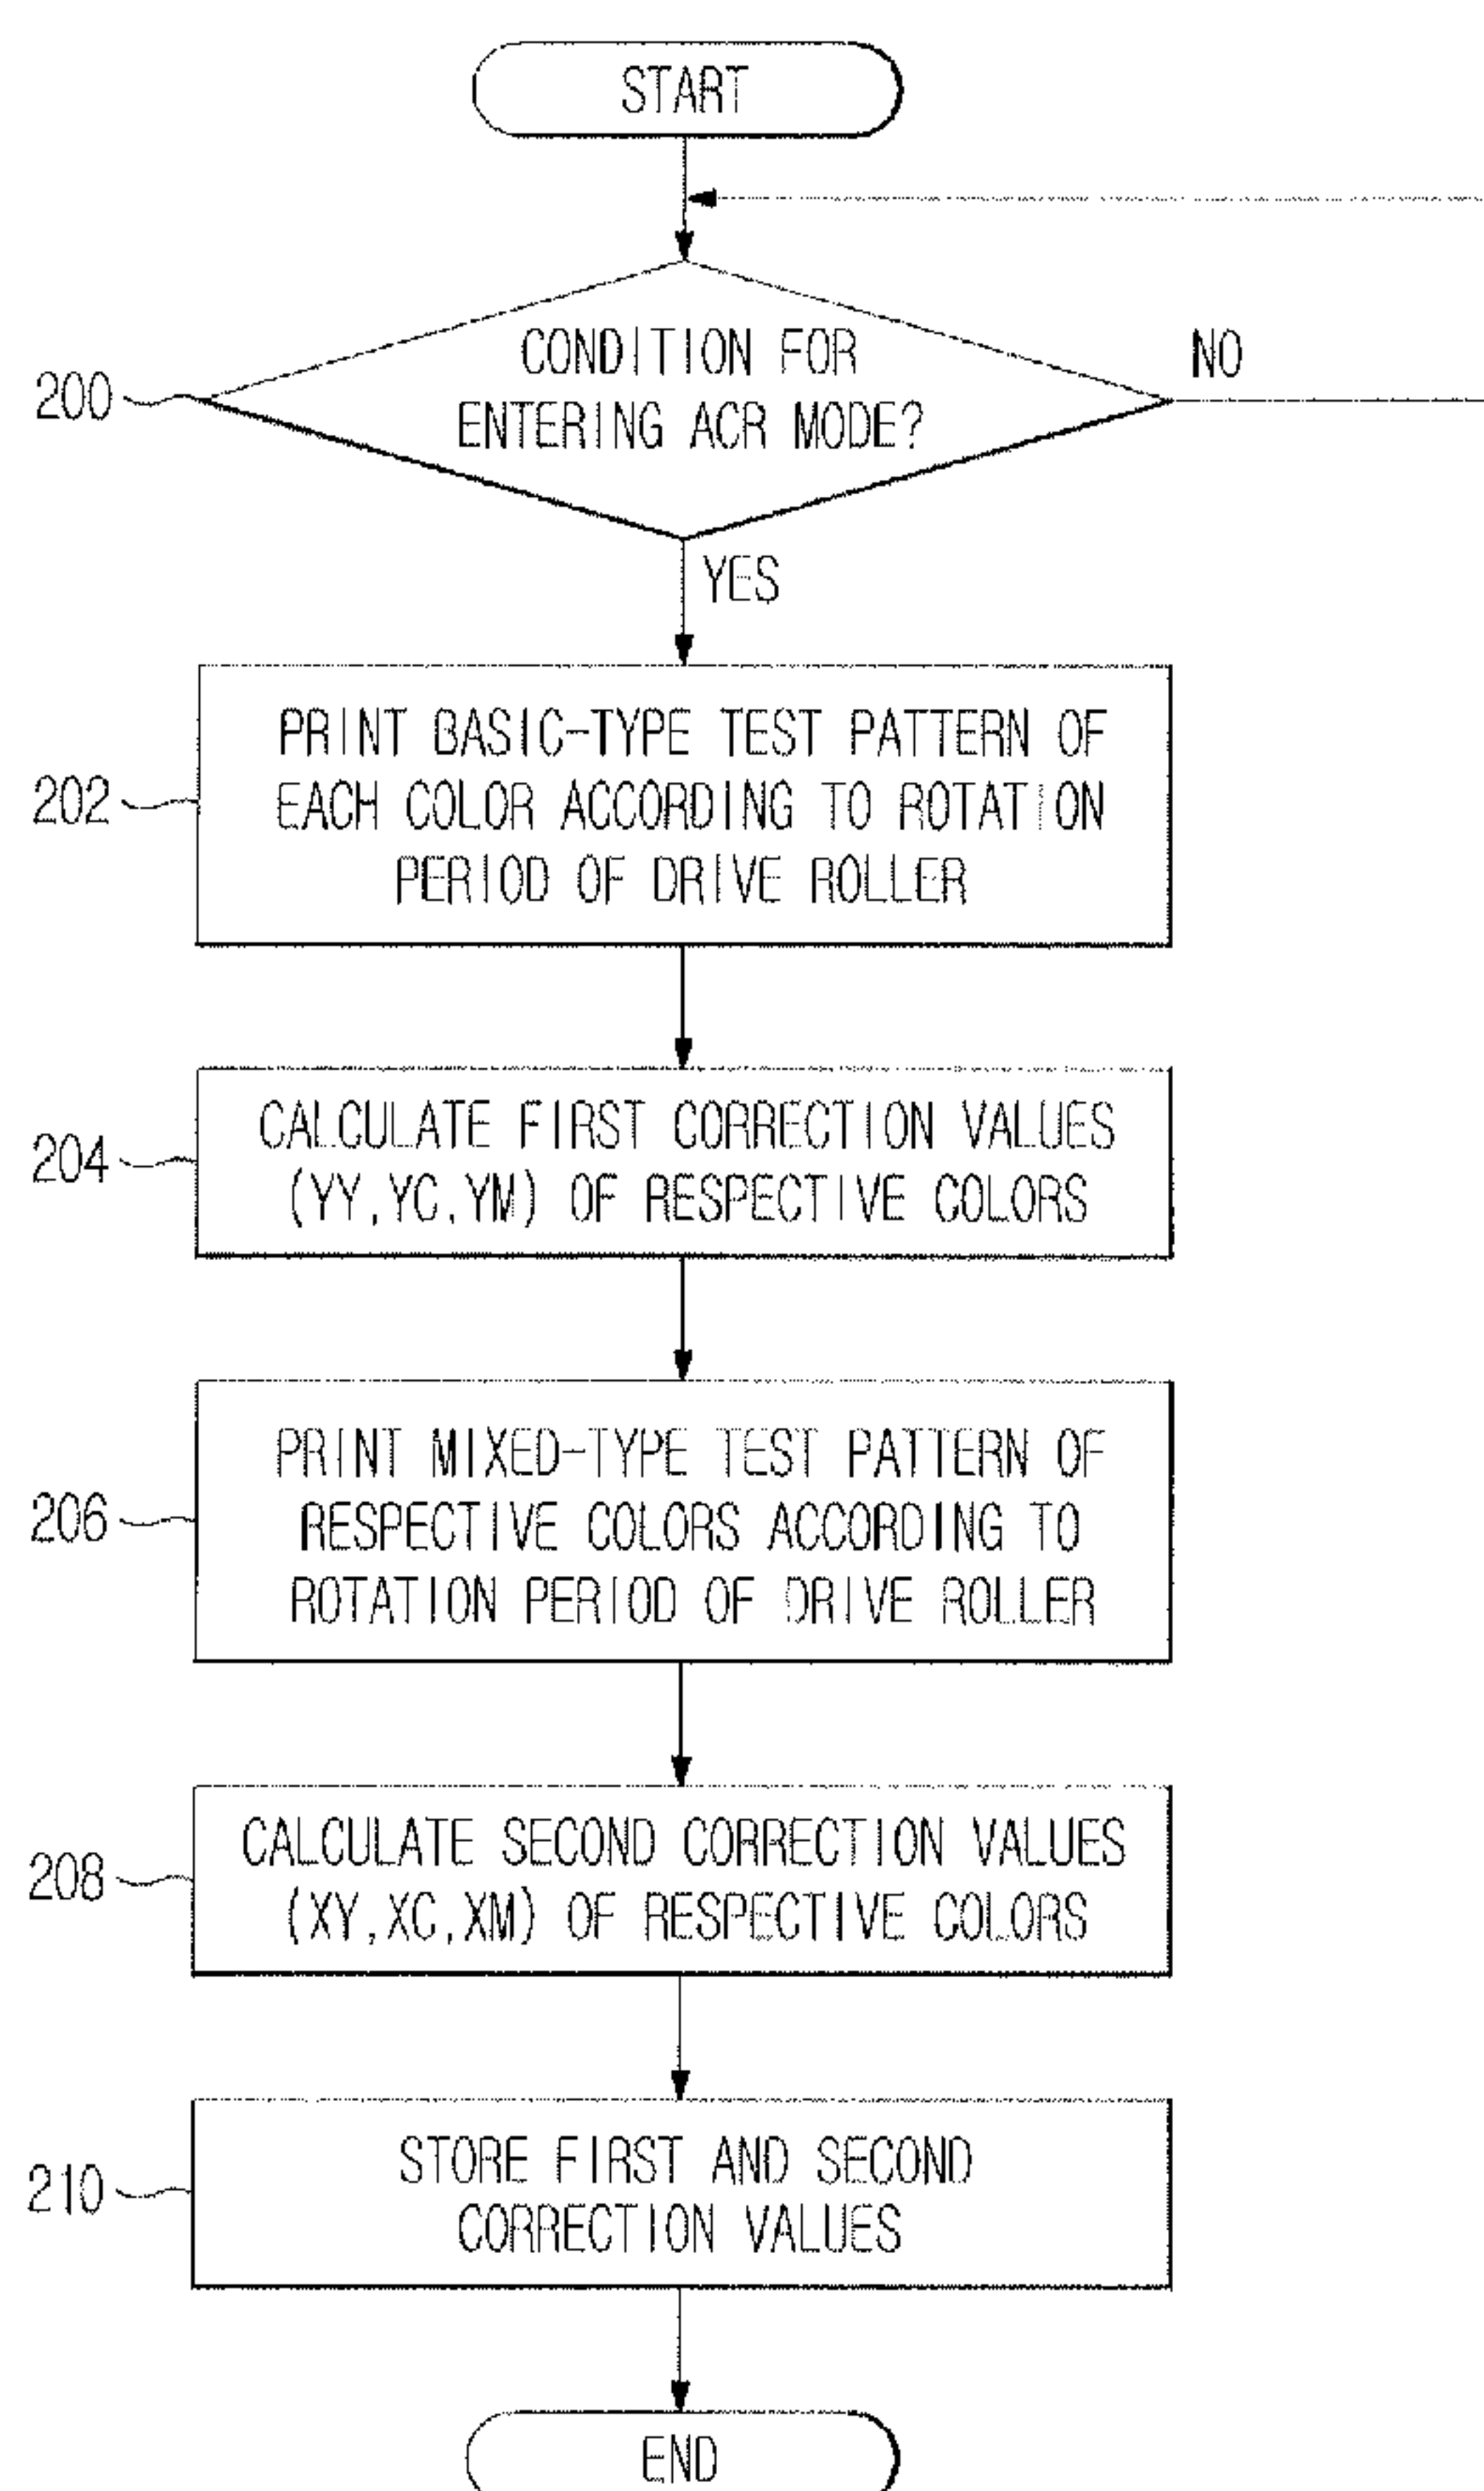 START
CONDITION FOR
ENTERING ACR MODE?
NO
200
YES
PRINT BASIC-TYPE TEST PATTERN OF
EACH COLOR ACCORDING TO ROTATION
PERIOD OF DRIVE ROLLER
202
CALCULATE FIRST CORRECTION VALUES
(YY,YC,YM) OF RESPECTIVE COLORS
204
PRINT MIXED-TYPE TEST PATTERN OF
RESPECTIVE COLORS ACCORDING TO
ROTATION PERIOD OF DRIVE ROLLER
206
CALCULATE SECOND CORRECTION VALUES
(XY,XC,XM) OF RESPECTIVE COLORS
208
STORE FIRST AND SECOND
CORRECTION VALUES
210
END